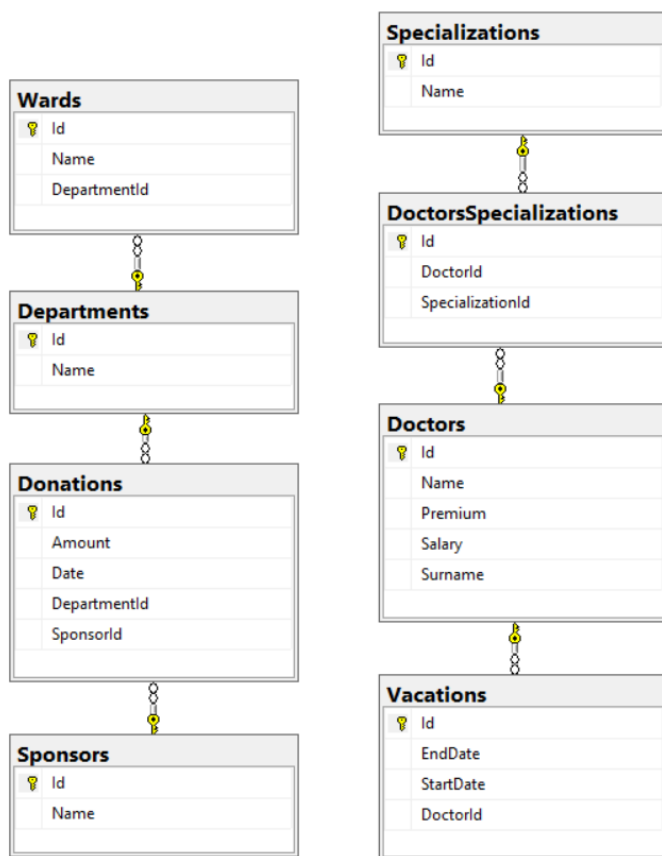 Wards
Id
Name
DepartmentId
Departments
Id
Name
Donations
Id
Amount
Date
DepartmentId
SponsorId
Sponsors
Id
Name
Specializations
Id
Name
DoctorsSpecializations
Id
DoctorId
SpecializationId
Doctors
Id
Name
Premium
Salary
Surname
Vacations
Id
EndDate
StartDate
DoctorId